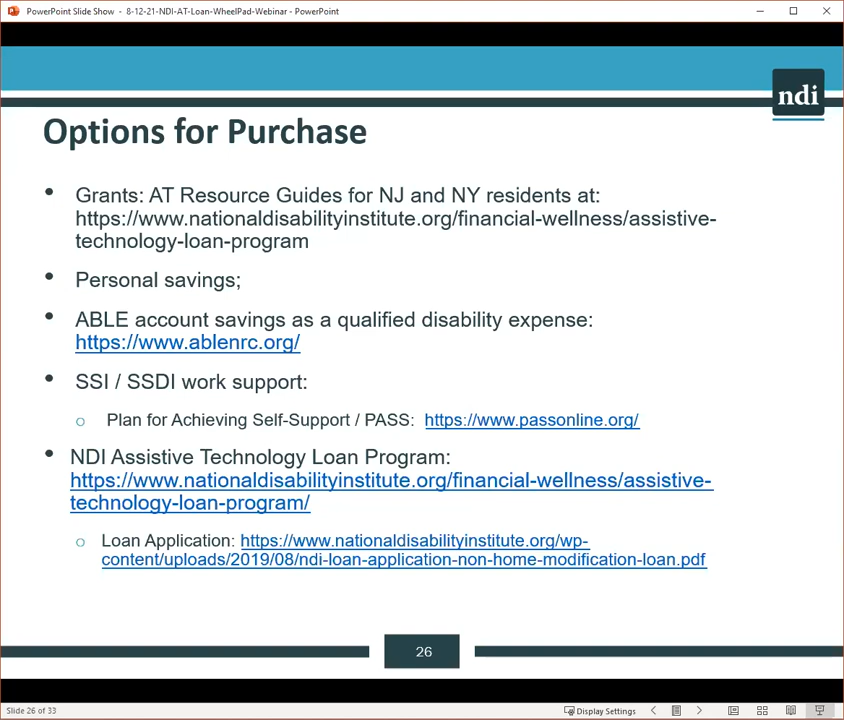 PowerPoint Slide Show - 8-12-21-NDI-AT-Loan-WheelPad-Webinar - PowerPoint
ndi
Options for Purchase
• Grants: AT Resource Guides for NJ and NY residents at:
https://www.nationaldisabilityinstitute.org/financial-wellness/assistive-
technology-loan-program
• Personal savings;
• ABLE account savings as a qualified disability expense:
https://www.ablenrc.org/
• SSI / SSDI work support:
o Plan for Achieving Self-Support / PASS: https://www.passonline.org/
• NDI Assistive Technology Loan Program:
https://www.nationaldisabilityinstitute.org/financial-wellness/assistive-
technology-loan-program/
o Loan Application: https://www.nationaldisabilityinstitute.org/wp-
content/uploads/2019/08/ndi-loan-application-non-home-modification-loan.pdf
26
Slide 26 of 33
Display Settings